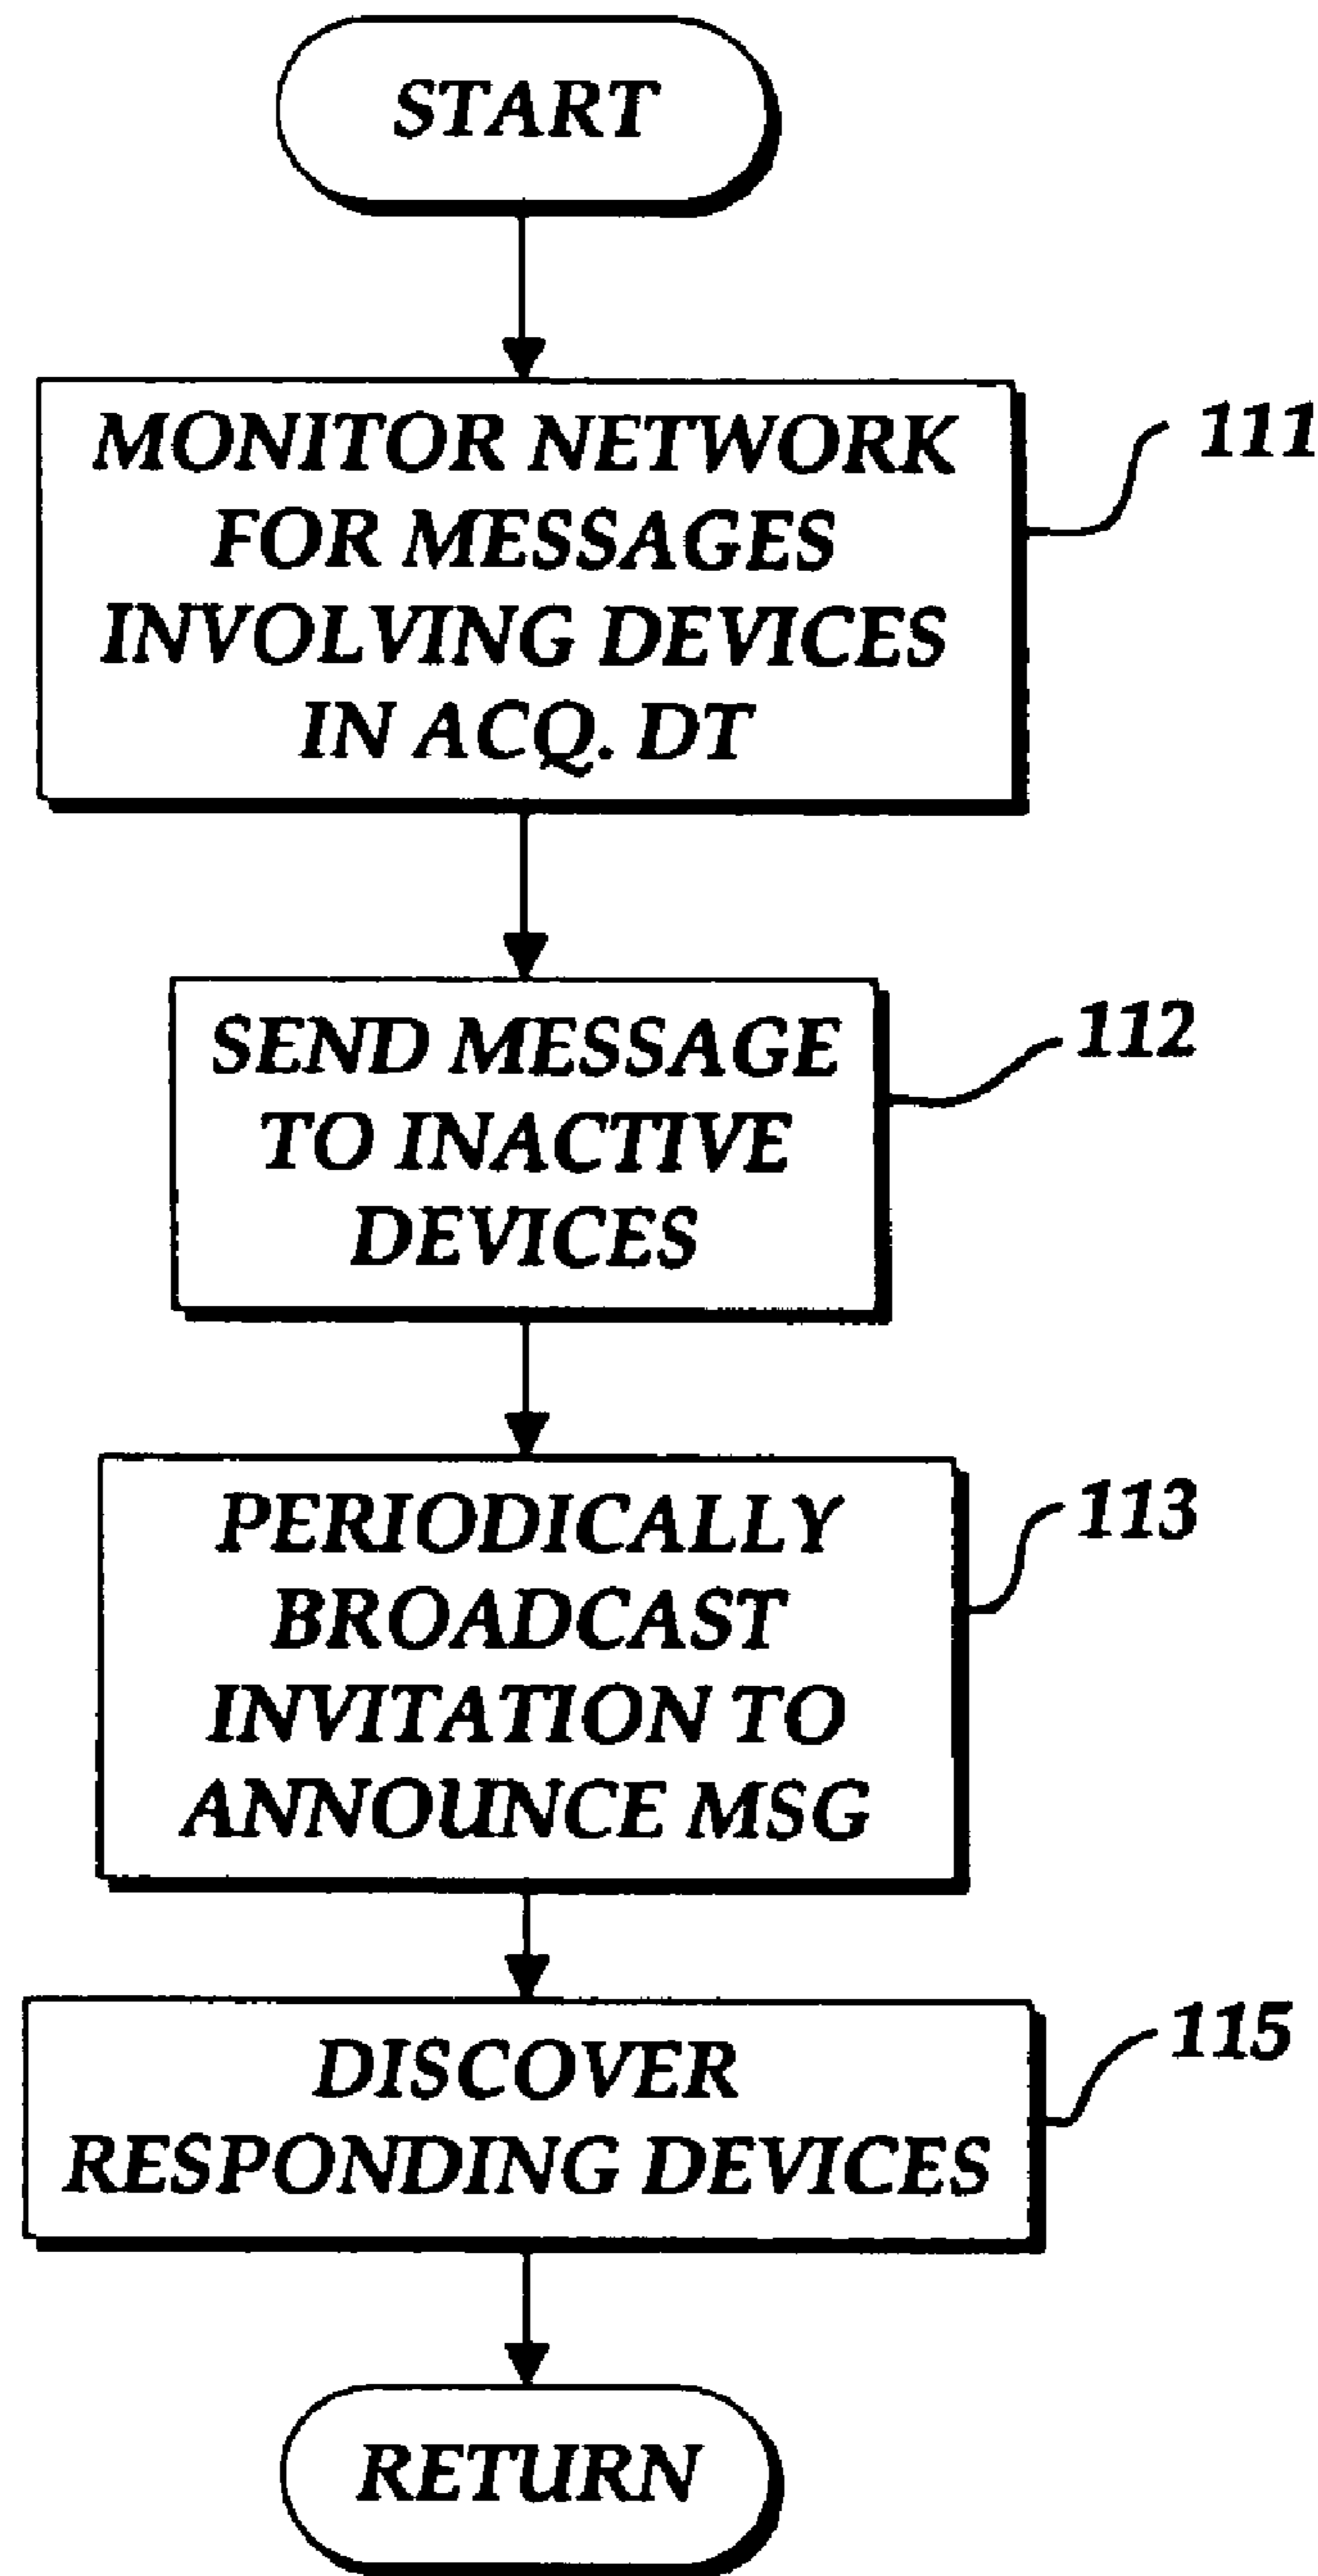 START
MONITOR NETWORK
FOR MESSAGES
INVOLVING DEVICES
IN ACQ. DT
111
SEND MESSAGE
TO INACTIVE
DEVICES
112
PERIODICALLY
BROADCAST
INVITATION TO
ANNOUNCE MSG
113
DISCOVER
RESPONDING DEVICES
115
RETURN